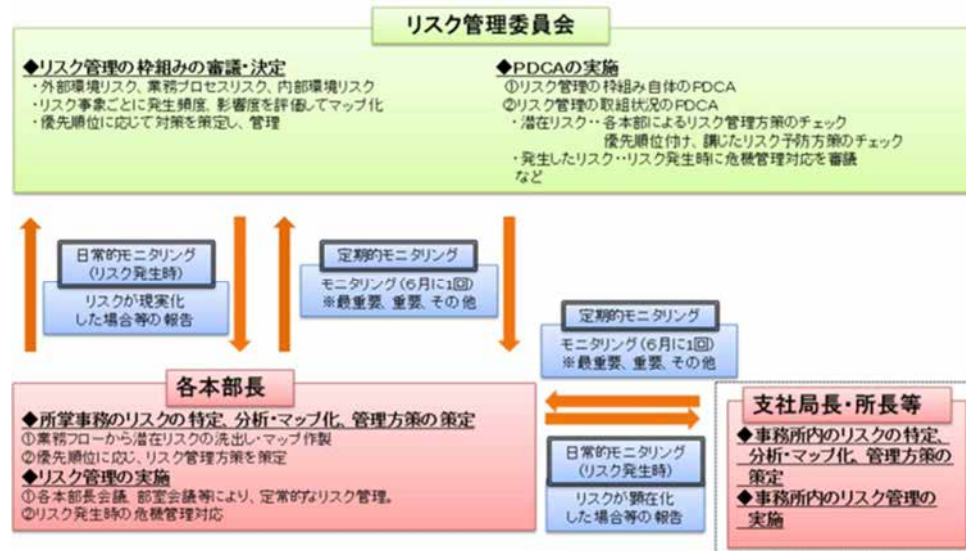 リスク管理委員会
◆リスク管理の枠組みの審議・決定
・外部環境リスク、業務プロセスリスク、内部環境リスク
・リスク事象ごとに発生頻度、影響度を評価してマップ化
・優先順位に応じて対策を策定し、管理
◆PDCAの実施
①リスク管理の枠組み自体のPDCA
②リスク管理の取組状況のPDCA
・潜在リスク‥各本部によるリスク管理方策のチェック
優先順位付け、講じたリスク予防方策のチェック
・発生したリスク‥リスク発生時に危機管理対応を審議
など
日常的モニタリング
(リスク発生時)
リスクが現実化
した場合等の報告
定期的モニタリング
モニタリング(6月に1回)
※最重要、重要、その他
定期的モニタリング
モニタリング(6月に1回)
※最重要、重要、その他
各本部長
◆所掌事務のリスクの特定、分析・マップ化、管理方策の策定
①業務フローから潜在リスクの洗出し・マップ作製
②優先順位に応じ、リスク管理方策を策定
◆リスク管理の実施
①各本部長会議、部室会議等により、定常的なリスク管理。
②リスク発生時の危機管理対応
日常的モニタリング
(リスク発生時)
リスクが顕在化
した場合等の報告
支社局長・所長等
◆事務所内のリスクの特定、
分析・マップ化、管理方策の
策定
◆事務所内のリスク管理の
実施